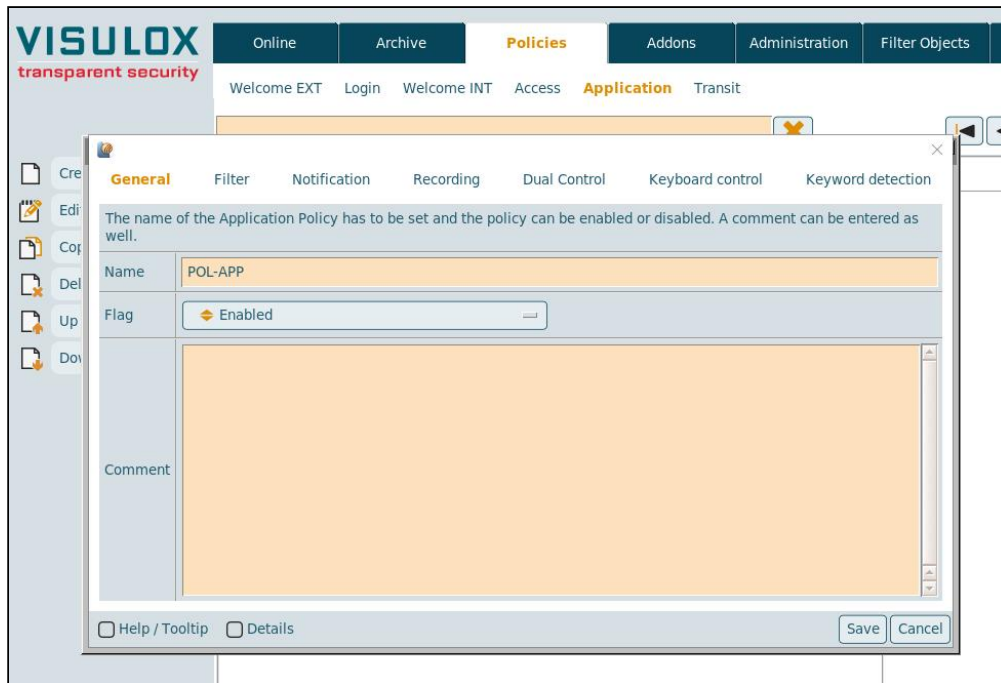 VISULOX
transparent security
Online Archive Policies Addons Administration Filter Objects
Welcome EXT Login Welcome INT Access Application Transit
General Filter Notification Recording Dual Control Keyboard control Keyword detection
The name of the Application Policy has to be set and the policy can be enabled or disabled. A comment can be entered as
well.
Cre
Edi
Cop
Del
Up
Dov
Name POL-APP
Flag Enabled
Comment
Help / Tooltip Details Save Cancel